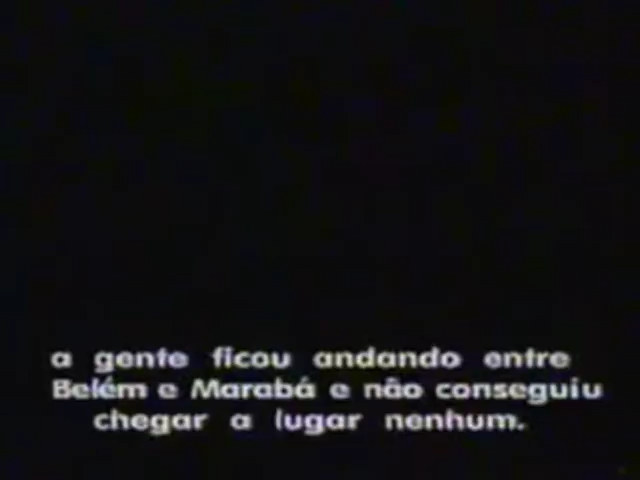 a gente ficou andando entre
Belém e Marabá e não conseguiu
chegar a lugar nenhum.